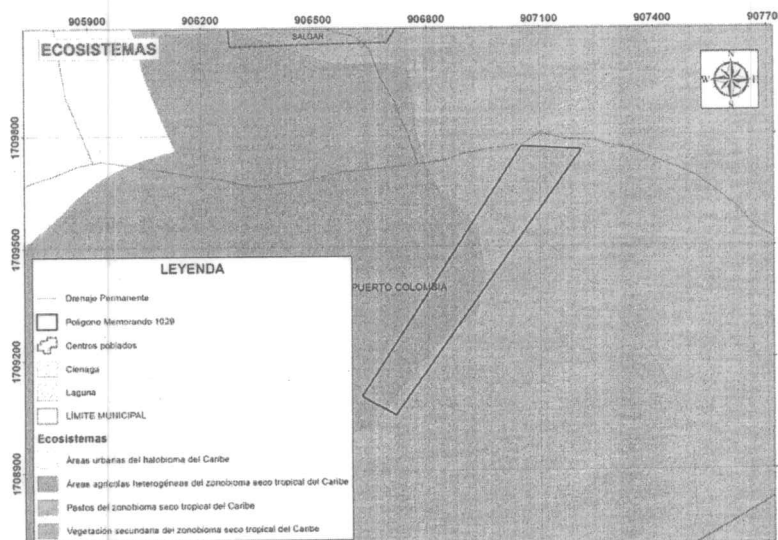 905900 906200 906500 906800 907100 907400 90770
ECOSISTEMAS
SALGAR
N
W E
S
1709800
1709500
1709200
1708900
PUERTO COLOMBIA
LEYENDA
Drenaje Permanente
Poligono Memorando 1029
Centros poblados
Cienaga
Laguna
LÍMITE MUNICIPAL
Ecosistemas
Áreas urbanas del halobioma del Caribe
Áreas agrícolas heterogéneas del zonobioma seco tropical del Caribe
Pastos del zonobioma seco tropical del Caribe
Vegetación secundaria del zonobioma seco tropical del Caribe